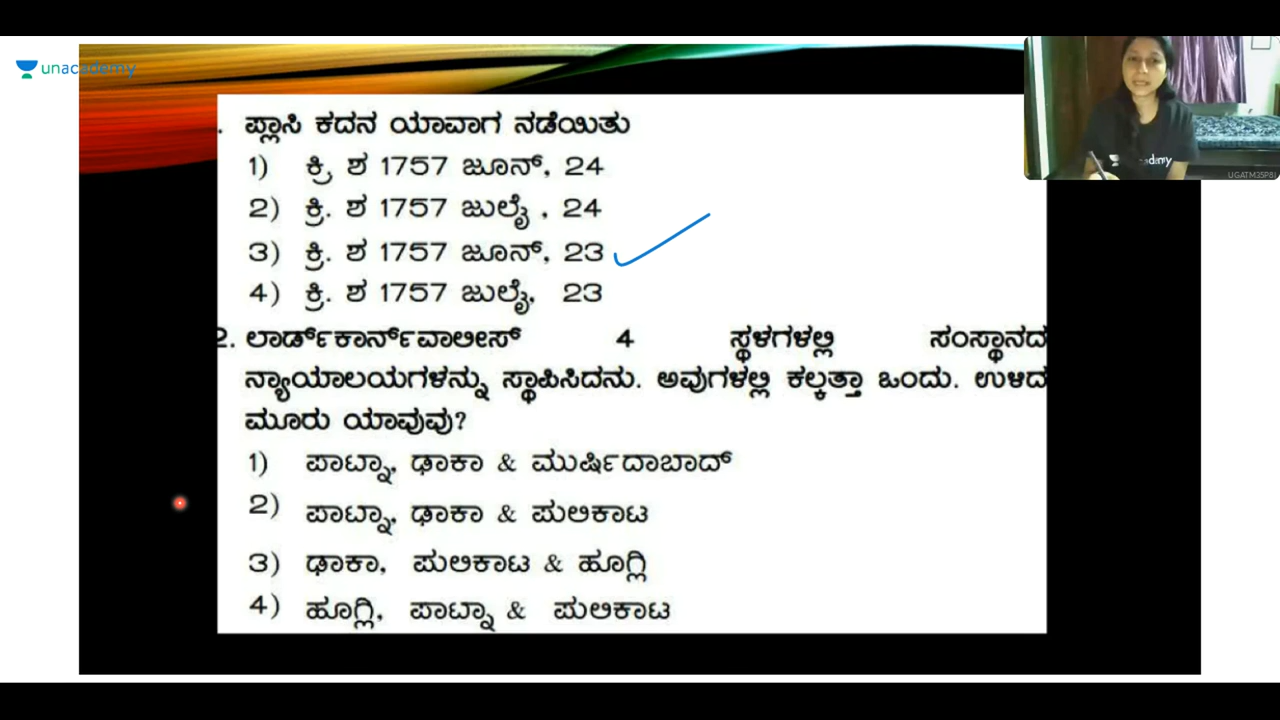 unacademy
. ಪ್ಲಾಸಿ ಕದನ ಯಾವಾಗ ನಡೆಯಿತು
1) ಕ್ರಿ ಶ 1757 ಜೂನ್, 24
2) ಕ್ರಿ. ಶ 1757 ಜುಲೈ , 24
3) ಕ್ರಿ. ಶ 1757 ಜೂನ್, 23
4) ಕ್ರಿ. ಶ 1757 ಜುಲೈ, 23
2. ಲಾರ್ಡ್‌ಕಾರ್ನ್‌ವಾಲೀಸ್ 4 ಸ್ಥಳಗಳಲ್ಲಿ ಸಂಸ್ಥಾನದ
ನ್ಯಾಯಾಲಯಗಳನ್ನು ಸ್ಥಾಪಿಸಿದನು. ಅವುಗಳಲ್ಲಿ ಕಲ್ಕತ್ತಾ ಒಂದು. ಉಳಿದ
ಮೂರು ಯಾವುವು?
1) ಪಾಟ್ನಾ, ಢಾಕಾ & ಮುರ್ಷಿದಾಬಾದ್
2) ಪಾಟ್ನಾ, ಢಾಕಾ & ಪುಲಿಕಾಟ
3) ಢಾಕಾ, ಪುಲಿಕಾಟ & ಹೂಗ್ಲಿ
4) ಹೂಗ್ಲಿ, ಪಾಟ್ನಾ & ಪುಲಿಕಾಟ
UGATM35P8J